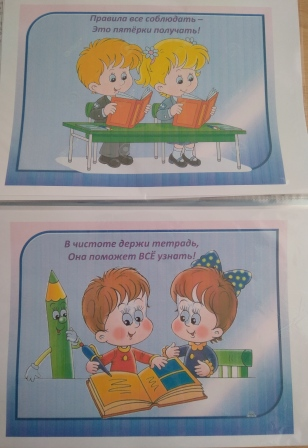 Правила все соблюдать –
Это пятёрки получать!
В чистоте держи тетрадь,
Она поможет ВСЁ узнать!